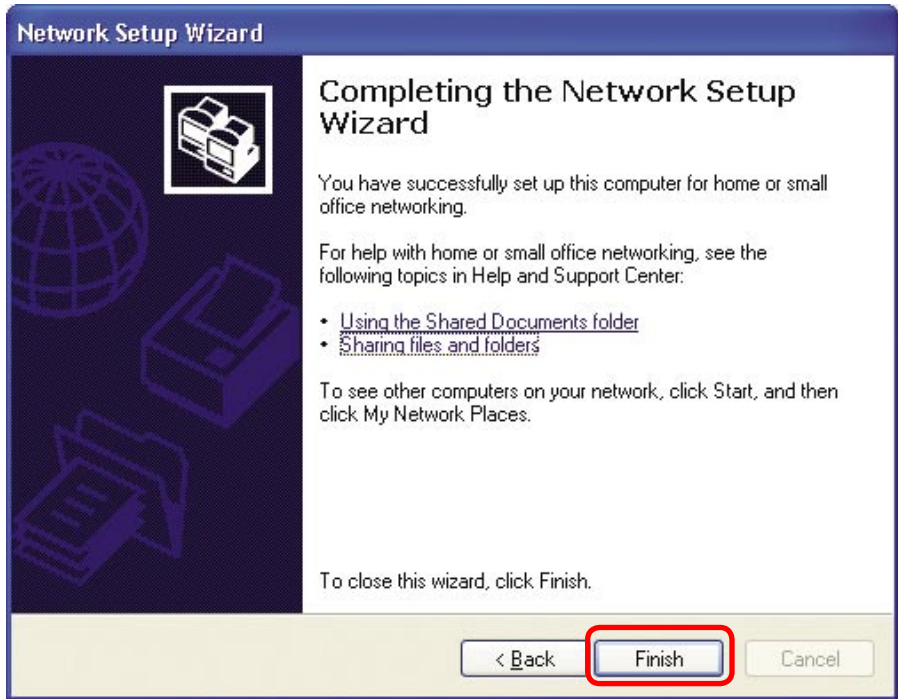 Network Setup Wizard
Completing the Network Setup
Wizard
You have successfully set up this computer for home or small
office networking.
For help with home or small office networking, see the
following topics in Help and Support Center:
• Using the Shared Documents folder
• Sharing files and folders
To see other computers on your network, click Start, and then
click My Network Places.
To close this wizard, click Finish.
< Back Finish Cancel